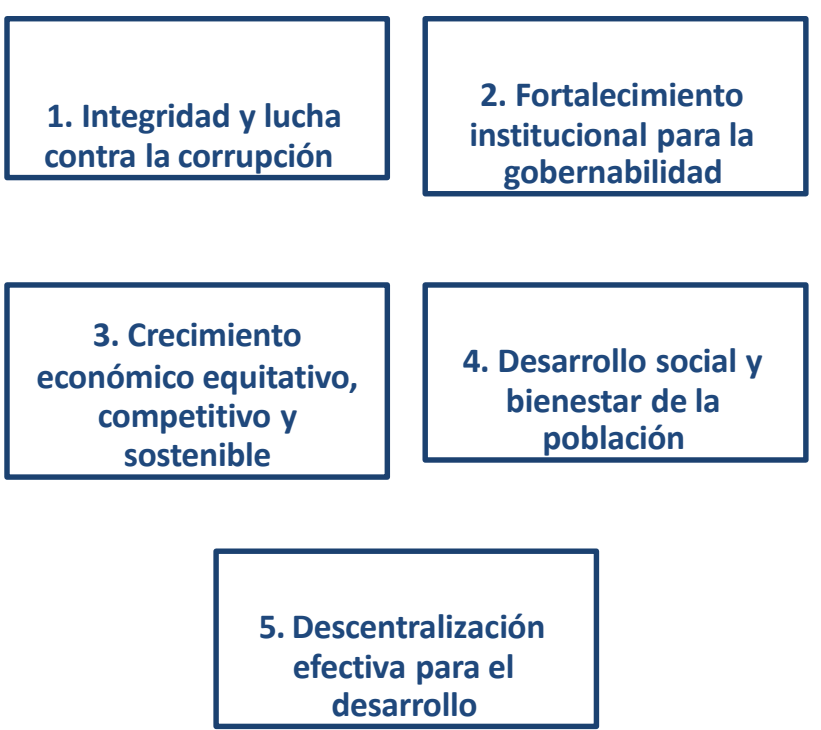 1. Integridad y lucha
contra la corrupción
2. Fortalecimiento
institucional para la
gobernabilidad
3. Crecimiento
económico equitativo,
competitivo y
sostenible
4. Desarrollo social y
bienestar de la
población
5. Descentralización
efectiva para el
desarrollo